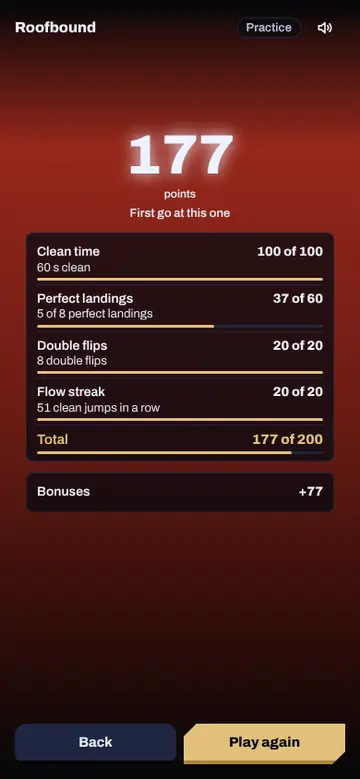 Roofbound
Practice
177
points
First go at this one
Clean time 100 of 100
60 s clean
Perfect landings 37 of 60
5 of 8 perfect landings
Double flips 20 of 20
8 double flips
Flow streak 20 of 20
51 clean jumps in a row
Total 177 of 200
Bonuses +77
Back
Play again